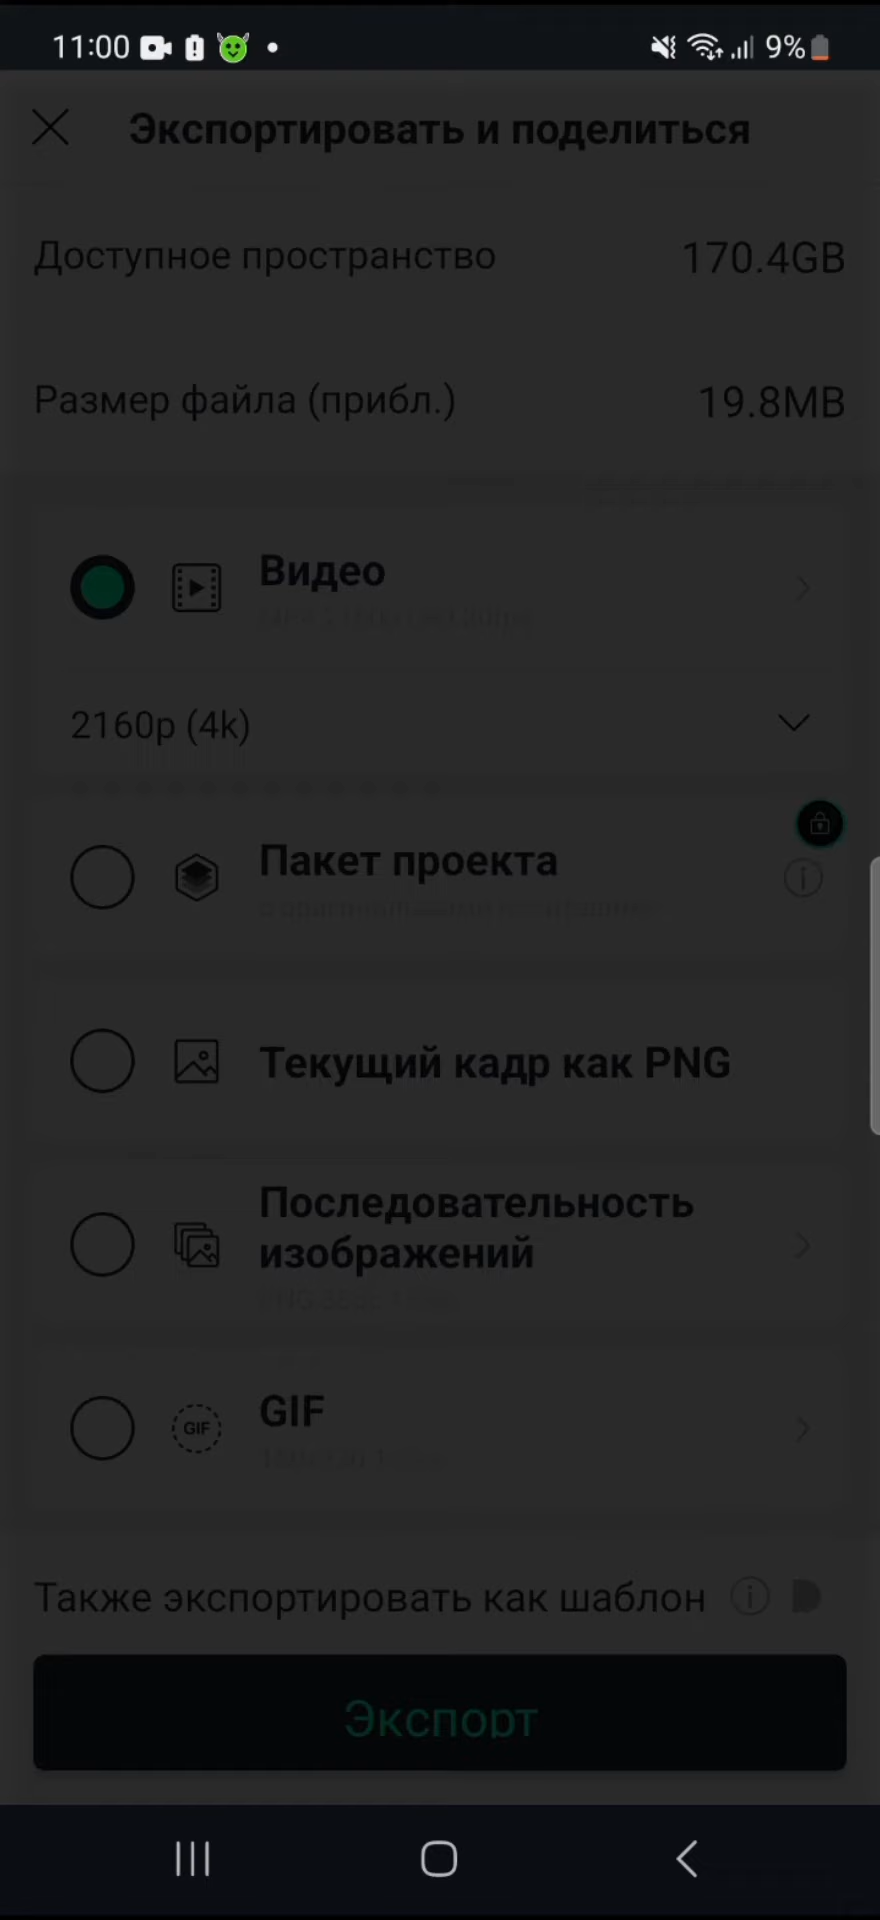 11:00
9%
Экспортировать и поделиться
Доступное пространство 170.4GB
Размер файла (прибл.) 19.8MB
Видео
2160p (4k)
Пакет проекта
Текущий кадр как PNG
Последовательность
изображений
GIF
GIF
Также экспортировать как шаблон
Экспорт